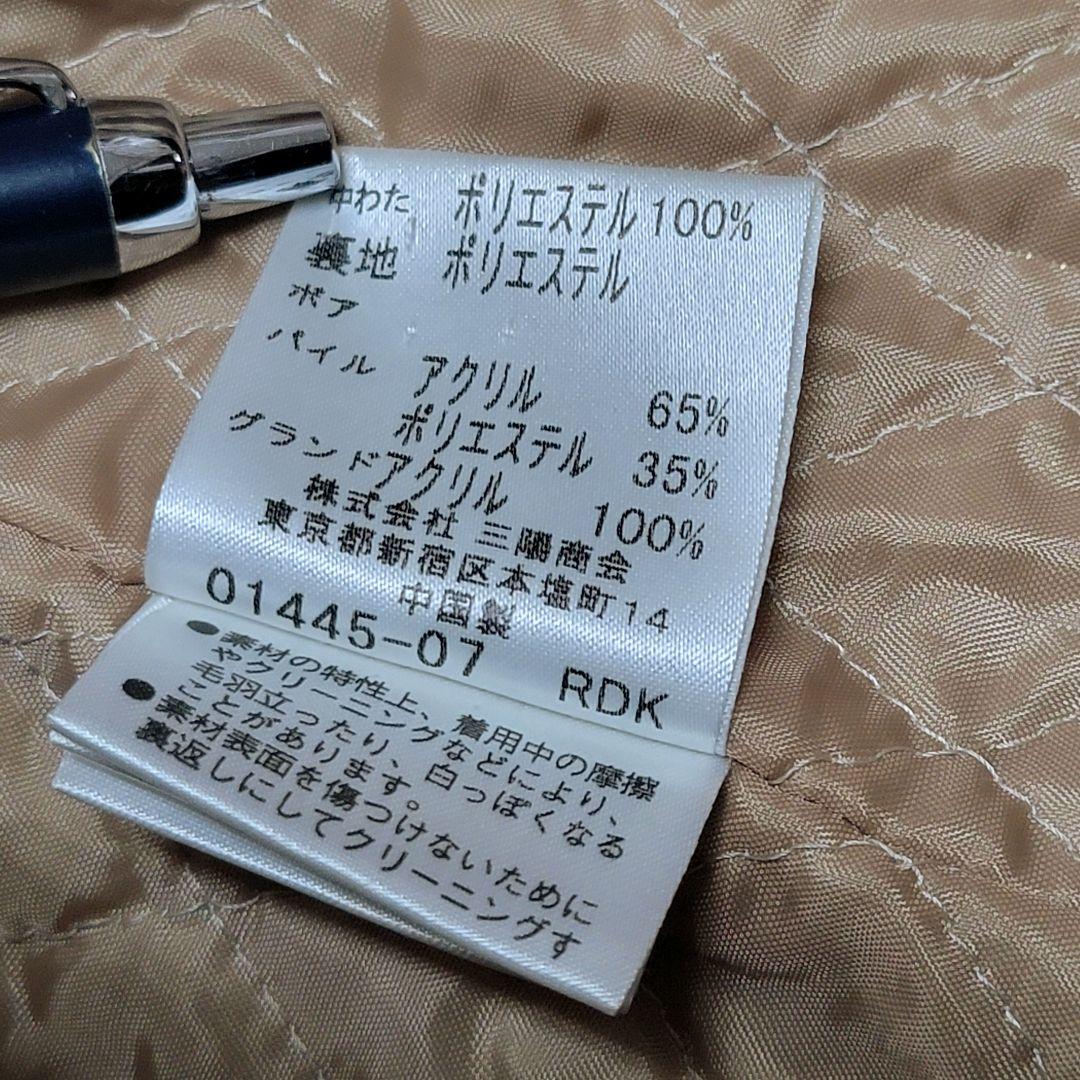 中わた ポリエステル 100%
裏地 ポリエステル
ボア
パイル アクリル 65%
ポリエステル 35%
グランドアクリル 100%
株式会社 三陽商会
東京都新宿区本塩町14
中国製
01445-07 RDK
●素材の特性上、着用中の摩擦
やクリーニングなどにより、
毛羽立ったり、白っぽくなる
ことがあります。
●素材表面を傷つけないために
裏返しにしてクリーニングす